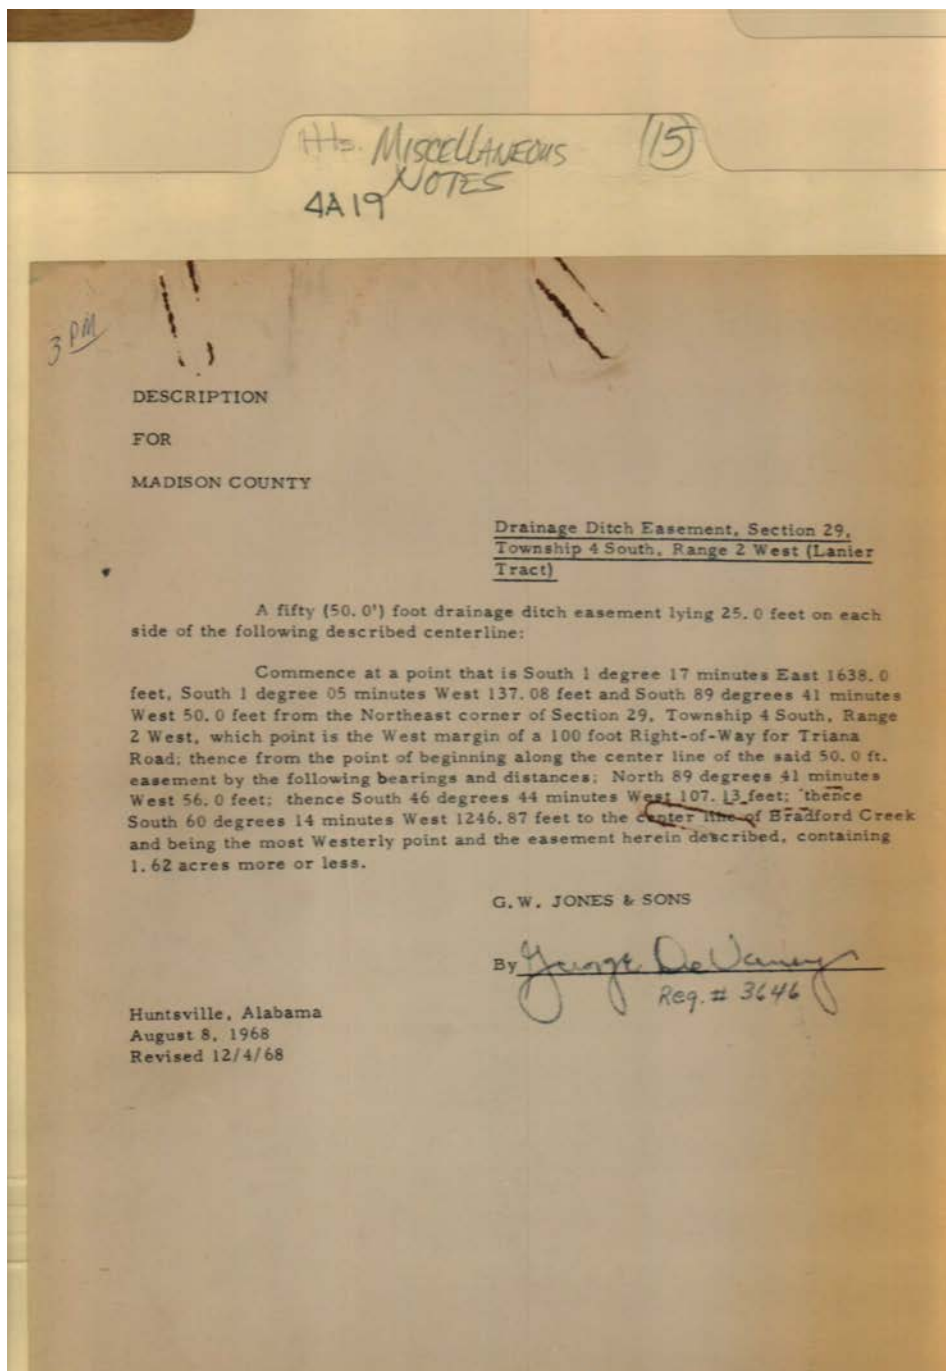 MISCELLANEOUS
NOTES
15
4A19
3 PM
DESCRIPTION
FOR
MADISON COUNTY
Drainage Ditch Easement, Section 29,
Township 4 South, Range 2 West (Lanier
Tract)
A fifty (50.0') foot drainage ditch easement lying 25.0 feet on each
side of the following described centerline:
Commence at a point that is South 1 degree 17 minutes East 1638.0
feet, South 1 degree 05 minutes West 137.08 feet and South 89 degrees 41 minutes
West 50.0 feet from the Northeast corner of Section 29, Township 4 South, Range
2 West, which point is the West margin of a 100 foot Right-of-Way for Triana
Road; thence from the point of beginning along the center line of the said 50.0 ft.
easement by the following bearings and distances; North 89 degrees 41 minutes
West 56.0 feet; thence South 46 degrees 44 minutes West 107.13 feet; thence
South 60 degrees 14 minutes West 1246.87 feet to the center line of Bradford Creek
and being the most Westerly point and the easement herein described, containing
1.62 acres more or less.
G.W. JONES & SONS
By George DeVaney
Reg. # 3646
Huntsville, Alabama
August 8, 1968
Revised 12/4/68